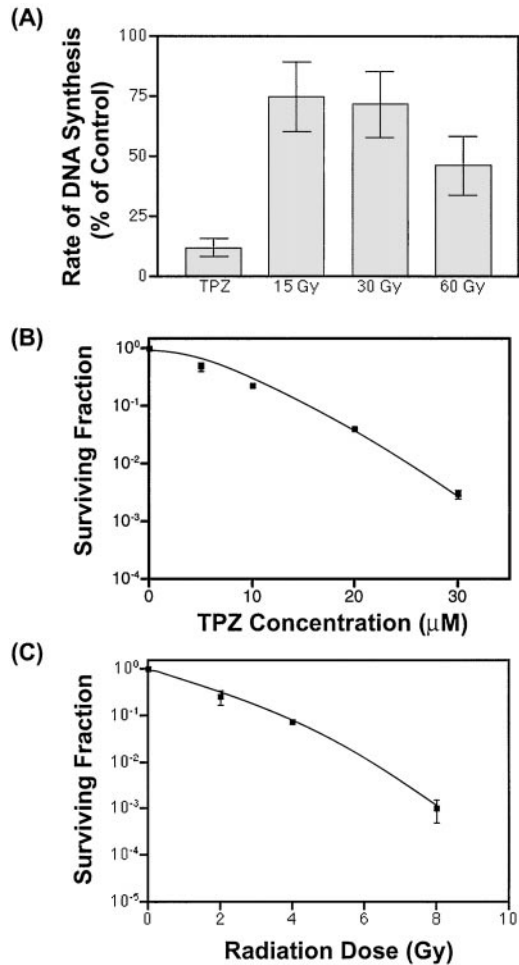 (A)
Rate of DNA Synthesis
(% of Control)
100
75
50
25
0
TPZ 15 Gy 30 Gy 60 Gy
(B)
Surviving Fraction
10⁰
10⁻¹
10⁻²
10⁻³
10⁻⁴
0 10 20 30
TPZ Concentration (μM)
(C)
Surviving Fraction
10⁰
10⁻¹
10⁻²
10⁻³
10⁻⁴
10⁻⁵
0 2 4 6 8 10
Radiation Dose (Gy)